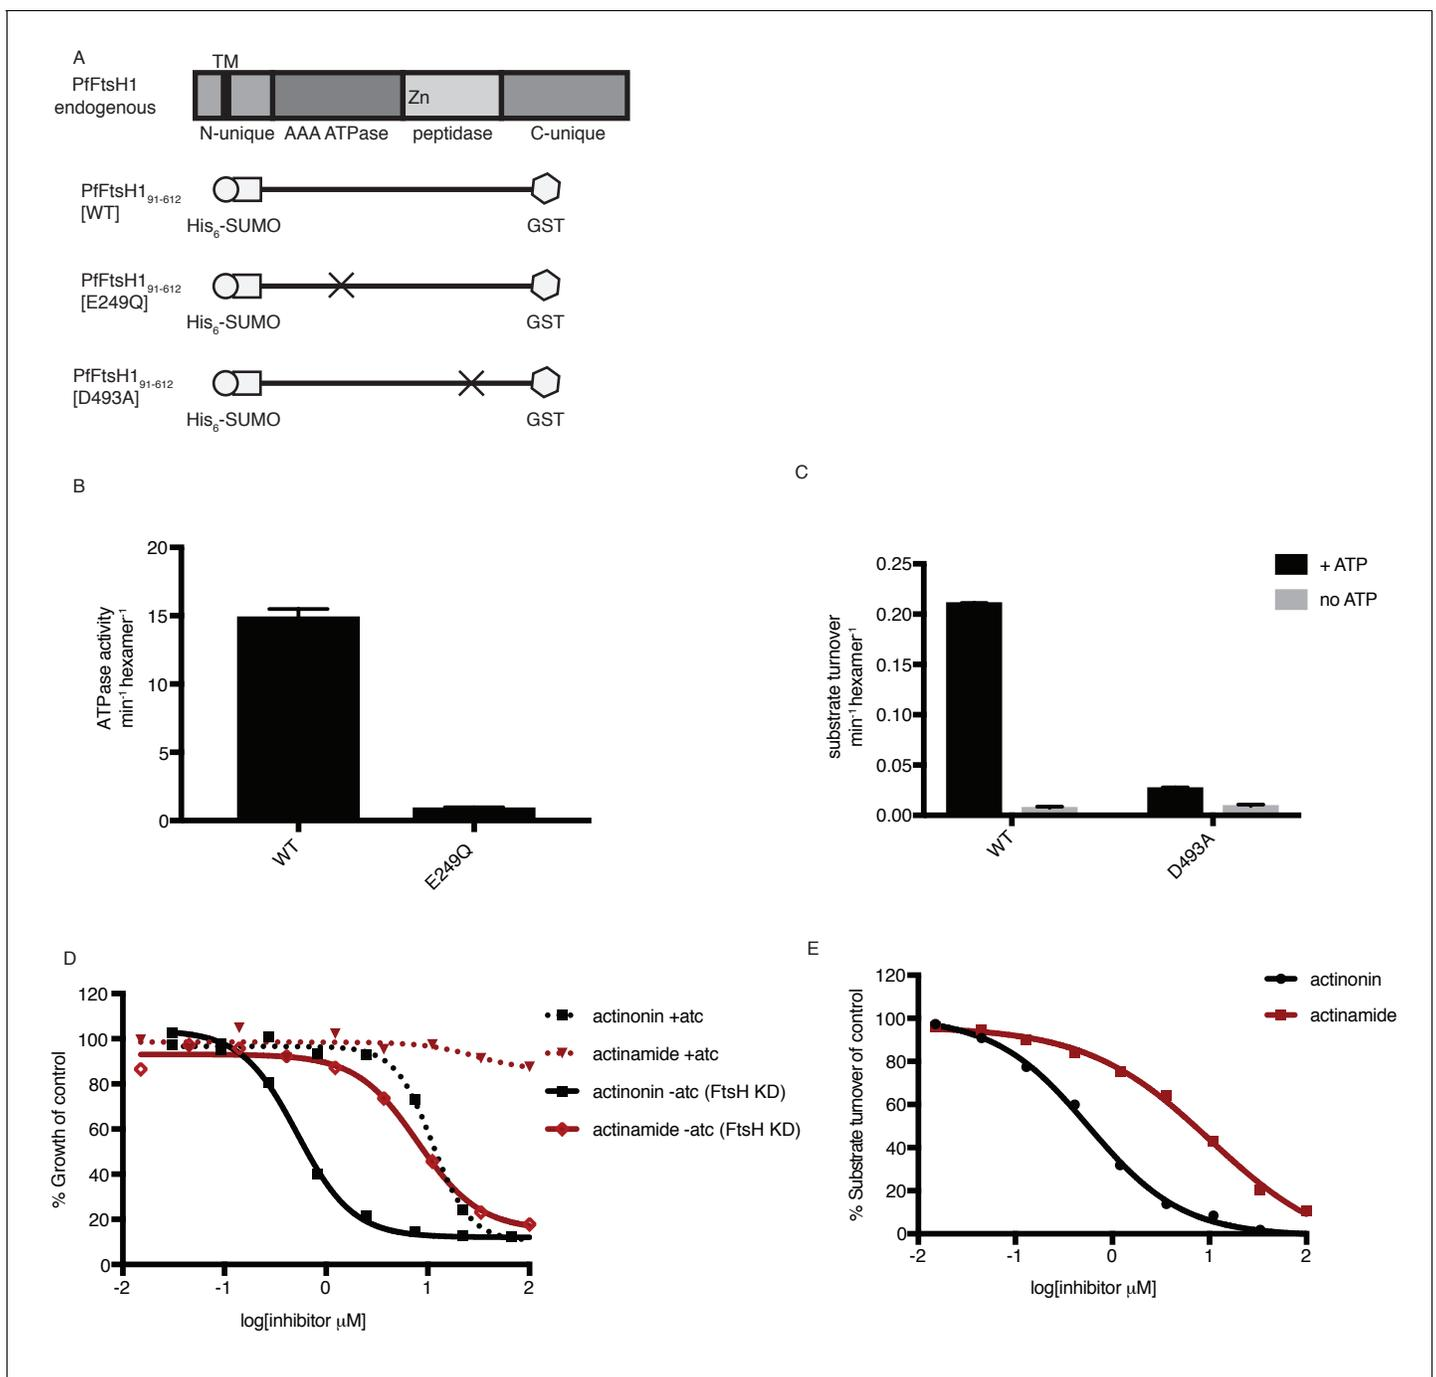 A
TM
PfFtsH1
endogenous
Zn
N-unique AAA ATPase peptidase C-unique
PfFtsH1₉₁₋₆₁₂
[WT]
His₆-SUMO GST
PfFtsH1₉₁₋₆₁₂
[E249Q]
His₆-SUMO GST
PfFtsH1₉₁₋₆₁₂
[D493A]
His₆-SUMO GST
B
20
15
10
5
0
ATPase activity
min⁻¹ hexamer⁻¹
WT
E249Q
C
0.25
0.20
0.15
0.10
0.05
0.00
substrate turnover
min⁻¹ hexamer⁻¹
+ ATP
no ATP
WT
D493A
D
120
100
80
60
40
20
0
% Growth of control
-2 -1 0 1 2
log[inhibitor μM]
actinonin +atc
actinamide +atc
actinonin -atc (FtsH KD)
actinamide -atc (FtsH KD)
E
120
100
80
60
40
20
0
% Substrate turnover of control
-2 -1 0 1 2
log[inhibitor μM]
actinonin
actinamide